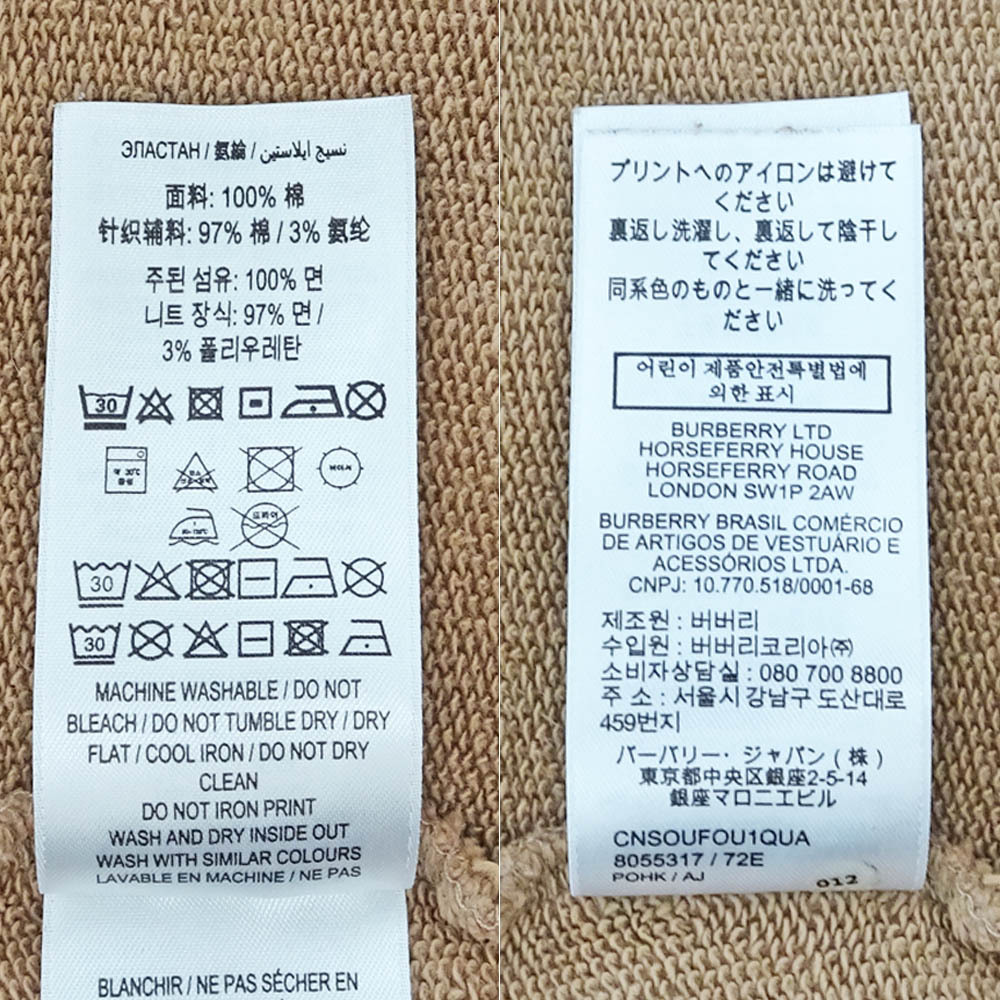 ЭЛАСТАН / 氨綸 / نسيج ايلاستين
面料: 100% 棉
针织辅料: 97% 棉 / 3% 氨纶
주된 섬유: 100% 면
니트 장식: 97% 면 /
3% 폴리우레탄
30
약 30℃
중성
드라이
30
30
MACHINE WASHABLE / DO NOT
BLEACH / DO NOT TUMBLE DRY / DRY
FLAT / COOL IRON / DO NOT DRY
CLEAN
DO NOT IRON PRINT
WASH AND DRY INSIDE OUT
WASH WITH SIMILAR COLOURS
LAVABLE EN MACHINE / NE PAS
BLANCHIR / NE PAS SÉCHER EN
プリントへのアイロンは避けて
ください
裏返し洗濯し、裏返して陰干し
てください
同系色のものと一緒に洗ってく
ださい
어린이 제품안전특별법에
의한 표시
BURBERRY LTD
HORSEFERRY HOUSE
HORSEFERRY ROAD
LONDON SW1P 2AW
BURBERRY BRASIL COMÉRCIO
DE ARTIGOS DE VESTUÁRIO E
ACESSÓRIOS LTDA.
CNPJ: 10.770.518/0001-68
제조원 : 버버리
수입원 : 버버리코리아㈜
소비자상담실 : 080 700 8800
주 소 : 서울시 강남구 도산대로
459번지
バーバリー・ジャパン (株)
東京都中央区銀座2-5-14
銀座マロニエビル
CNSOUFOU1QUA
8055317 / 72E
POHK / AJ
012